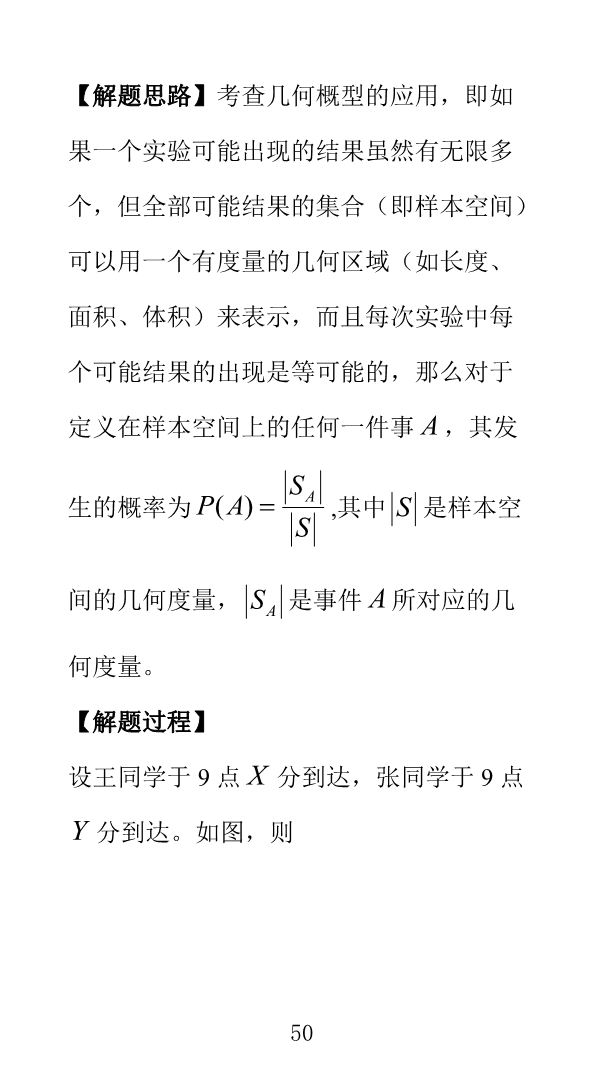 【解题思路】考查几何概型的应用，即如
果一个实验可能出现的结果虽然有无限多
个，但全部可能结果的集合（即样本空间）
可以用一个有度量的几何区域（如长度、
面积、体积）来表示，而且每次实验中每
个可能结果的出现是等可能的，那么对于
定义在样本空间上的任何一件事 A ，其发
生的概率为 P(A) = |S_A| / |S| ,其中 |S| 是样本空
间的几何度量， |S_A| 是事件 A 所对应的几
何度量。
【解题过程】
设王同学于 9 点 X 分到达，张同学于 9 点
Y 分到达。如图，则
50